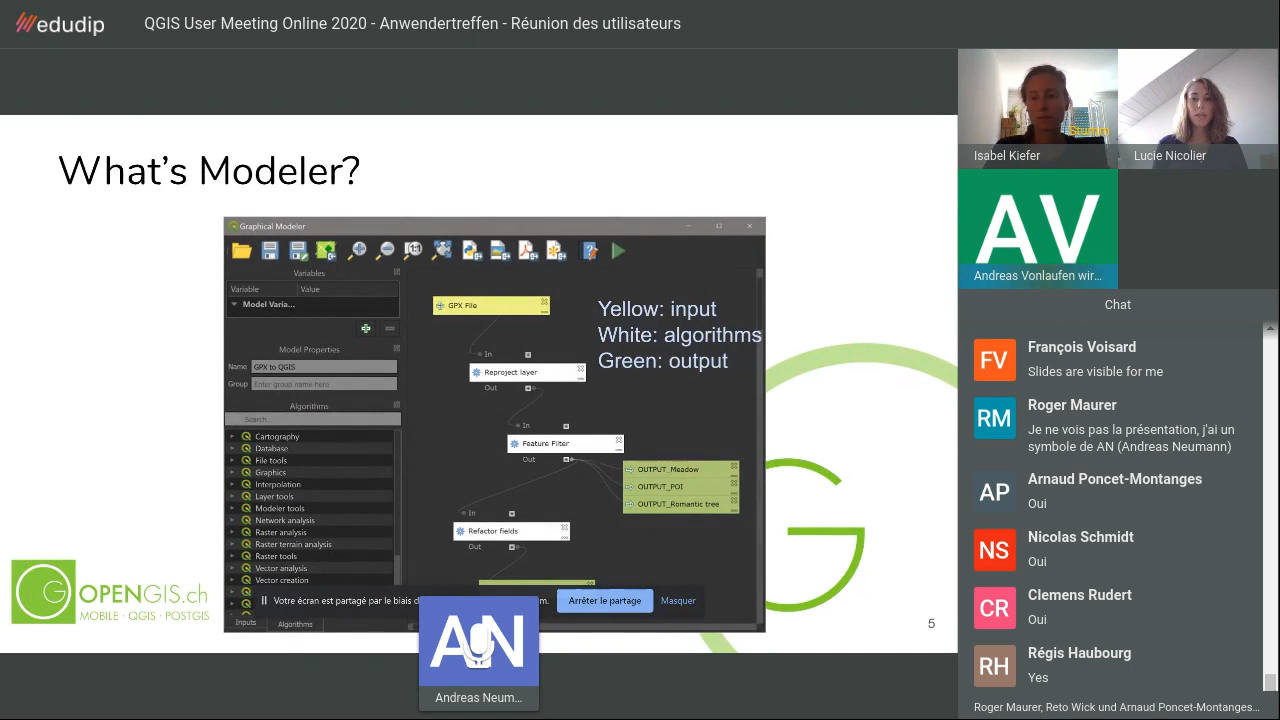 edudip
QGIS User Meeting Online 2020 - Anwendertreffen - Réunion des utilisateurs
What's Modeler?
Graphical Modeler
Variables
Variable Value
Model Varia...
Model Properties
Name GPX to QGIS
Group Enter group name here
Algorithms
Search...
Cartography
Database
File tools
Graphics
Interpolation
Layer tools
Modeler tools
Network analysis
Raster analysis
Raster terrain analysis
Raster tools
Vector analysis
Vector creation
Inputs Algorithms
GPX File
In
Reproject layer
Out
In
Feature Filter
Out
OUTPUT_Meadow
OUTPUT_POI
OUTPUT_Romantic tree
In
Refactor fields
Out
Yellow: input
White: algorithms
Green: output
Votre écran est partagé par le biais d
m.
Arrêter le partage
Masquer
G OPENGIS.ch
MOBILE · QGIS · POSTGIS
G
5
AN
Andreas Neum...
Stumm
Isabel Kiefer
Lucie Nicolier
AV
Andreas Vonlaufen wir...
Chat
FV
François Voisard
Slides are visible for me
RM
Roger Maurer
Je ne vois pas la présentation, j'ai un
symbole de AN (Andreas Neumann)
AP
Arnaud Poncet-Montanges
Oui
NS
Nicolas Schmidt
Oui
CR
Clemens Rudert
Oui
RH
Régis Haubourg
Yes
Roger Maurer, Reto Wick und Arnaud Poncet-Montanges...